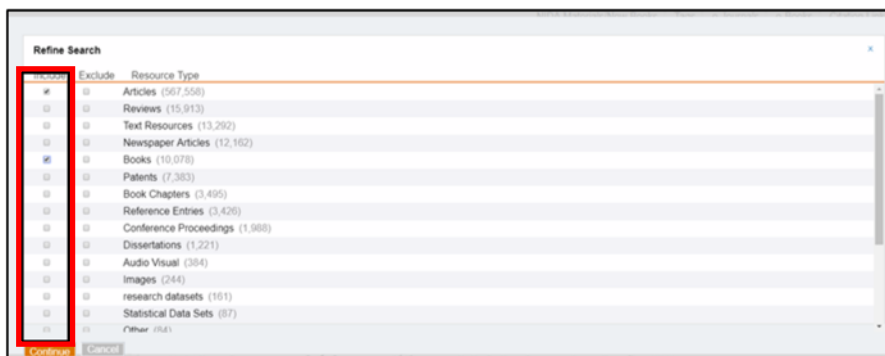 Refine Search
x
Include Exclude Resource Type
Articles (567,558)
Reviews (15,913)
Text Resources (13,292)
Newspaper Articles (12,162)
Books (10,078)
Patents (7,383)
Book Chapters (3,495)
Reference Entries (3,426)
Conference Proceedings (1,988)
Dissertations (1,221)
Audio Visual (384)
Images (244)
research datasets (161)
Statistical Data Sets (87)
Other (84)
Continue Cancel